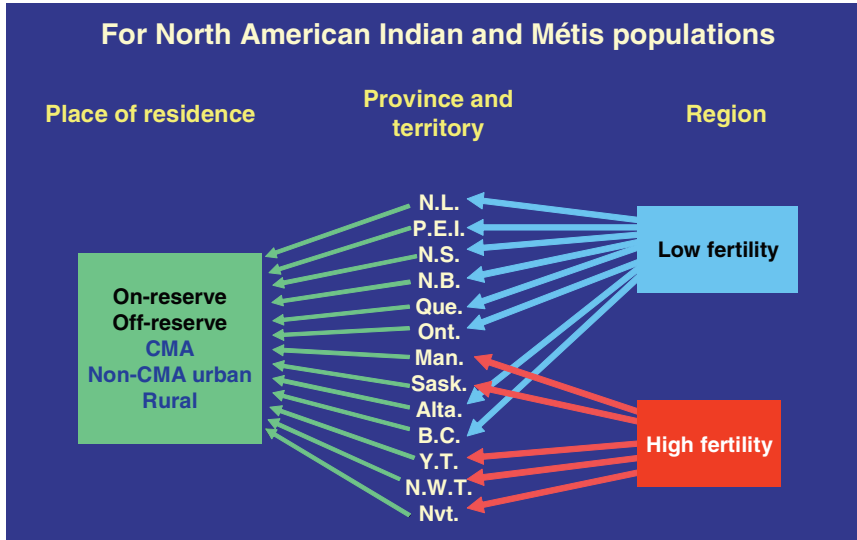 For North American Indian and Métis populations
Place of residence
Province and
territory
Region
On-reserve
Off-reserve
CMA
Non-CMA urban
Rural
N.L.
P.E.I.
N.S.
N.B.
Que.
Ont.
Man.
Sask.
Alta.
B.C.
Y.T.
N.W.T.
Nvt.
Low fertility
High fertility